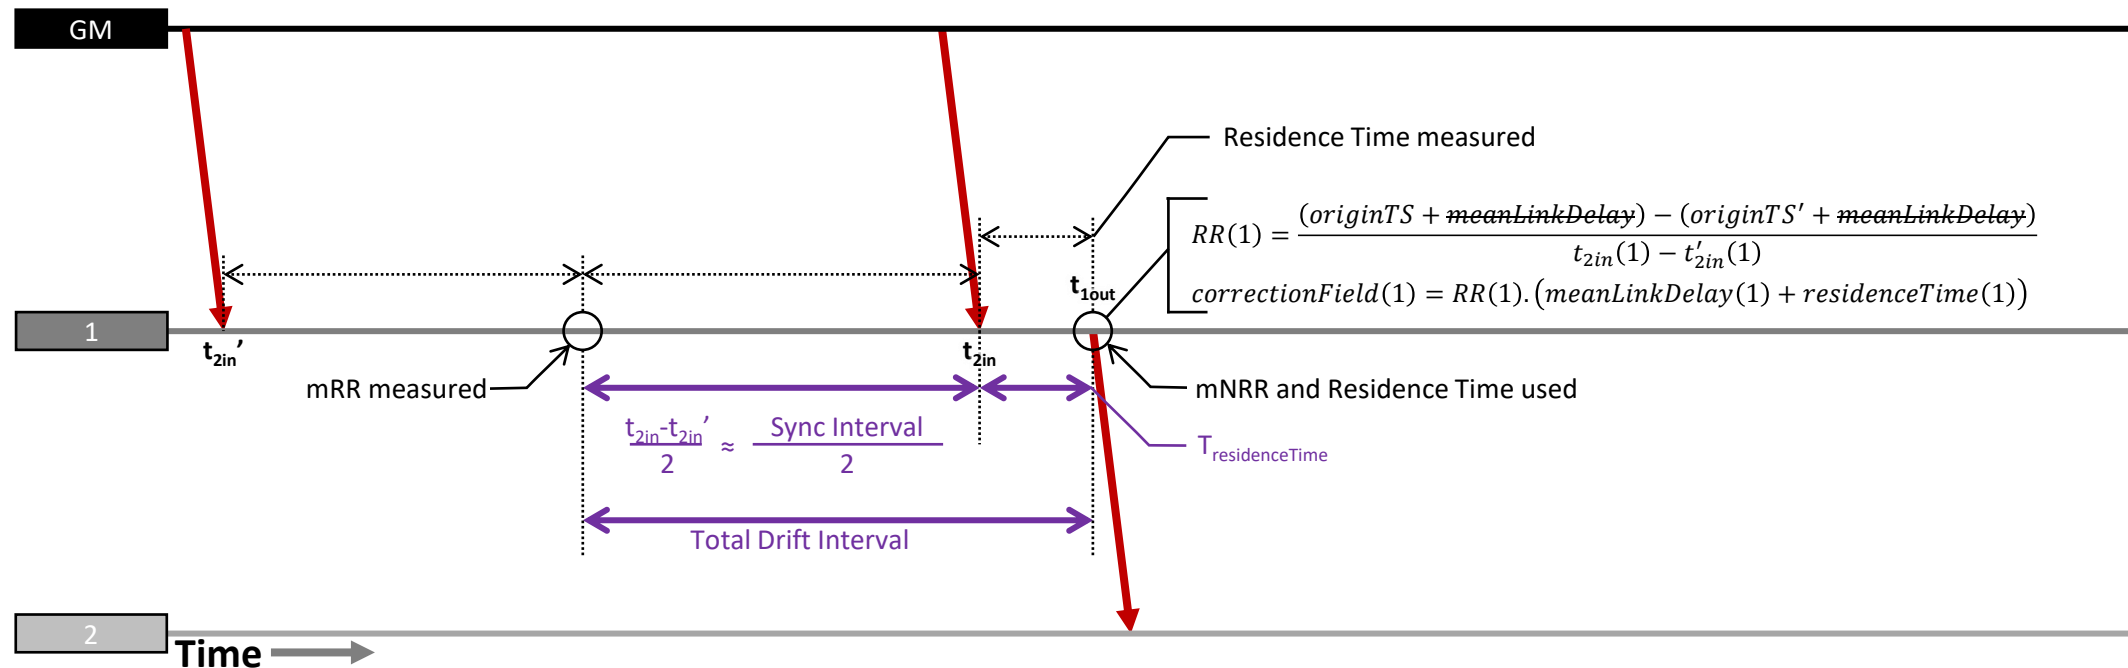 GM
Residence Time measured
RR(1) = ((originTS + ~~meanLinkDelay~~) − (originTS′ + ~~meanLinkDelay~~)) / (t₂ᵢₙ(1) − t′₂ᵢₙ(1))
t1out
correctionField(1) = RR(1).(meanLinkDelay(1) + residenceTime(1))
1
t2in’
t2in
mRR measured
mNRR and Residence Time used
t2in-t2in’ / 2 ≈ Sync Interval / 2
TresidenceTime
Total Drift Interval
2
Time